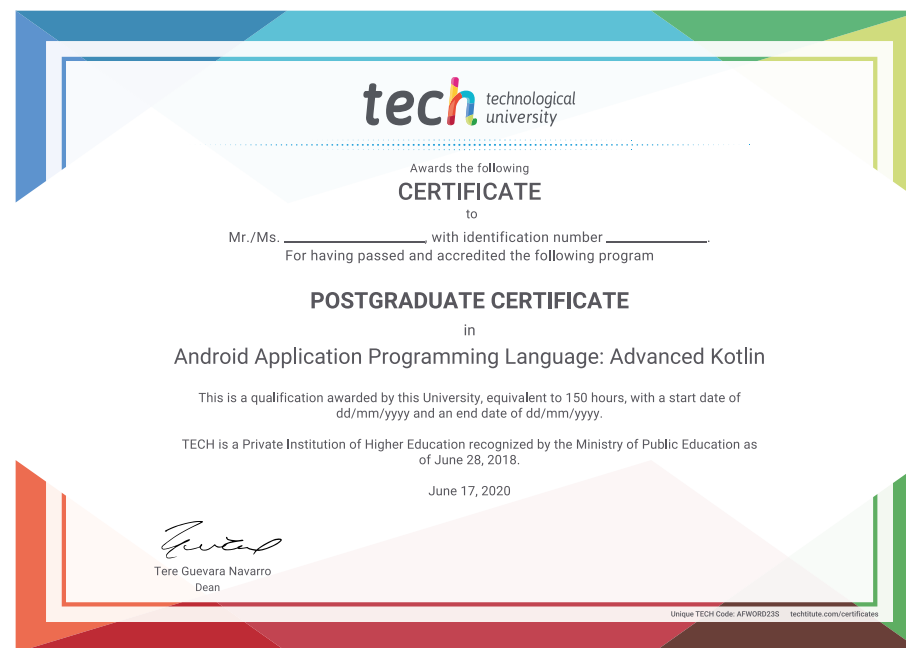 tech technological
university
Awards the following
CERTIFICATE
to
Mr./Ms. ____________, with identification number ____________.
For having passed and accredited the following program
POSTGRADUATE CERTIFICATE
in
Android Application Programming Language: Advanced Kotlin
This is a qualification awarded by this University, equivalent to 150 hours, with a start date of
dd/mm/yyyy and an end date of dd/mm/yyyy.
TECH is a Private Institution of Higher Education recognized by the Ministry of Public Education as
of June 28, 2018.
June 17, 2020
Tere Guevara Navarro
Dean
Unique TECH Code: AFWORD23S techtitute.com/certificates